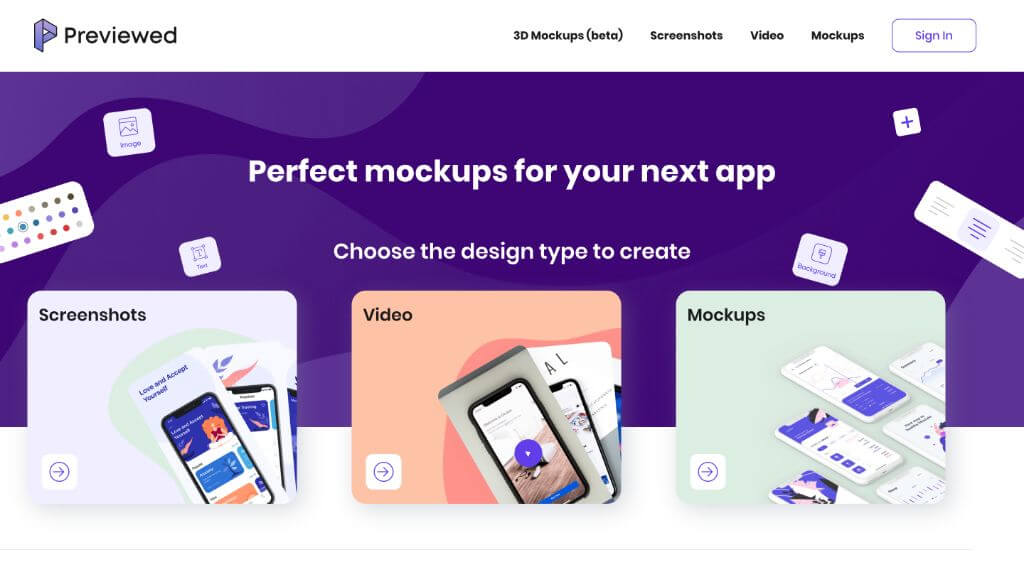 Previewed
3D Mockups (beta)
Screenshots
Video
Mockups
Sign In
Image
Perfect mockups for your next app
Text
Choose the design type to create
Background
Screenshots
Love and Accept
Yourself
Love and Accept
Yourself
Video
A L
Mockups